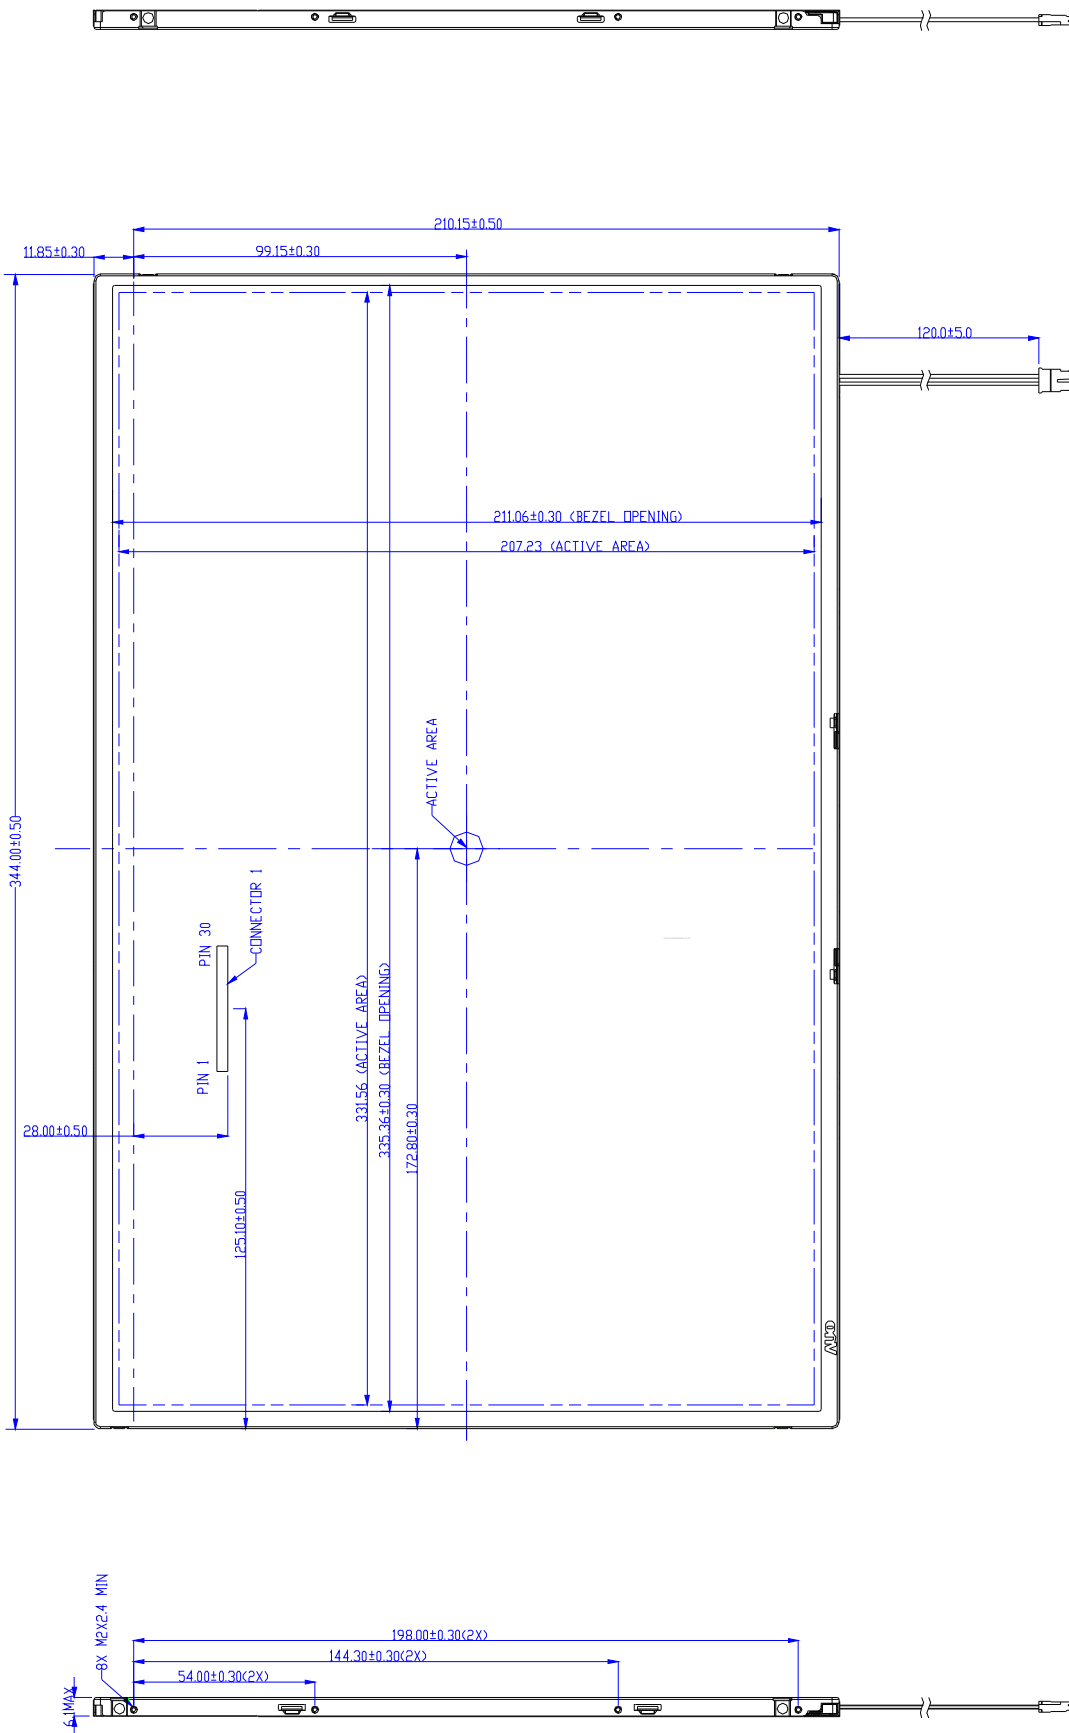 210.15±0.50
11.85±0.30
99.15±0.30
120.0±5.0
211.06±0.30 (BEZEL OPENING)
207.23 (ACTIVE AREA)
ACTIVE AREA
344.00±0.50
CONNECTOR 1
PIN 30
PIN 1
331.56 (ACTIVE AREA)
335.36±0.30 (BEZEL OPENING)
172.80±0.30
28.00±0.50
125.10±0.50
AUO
8X M2X2.4 MIN
198.00±0.30(2X)
144.30±0.30(2X)
54.00±0.30(2X)
6.1MAX